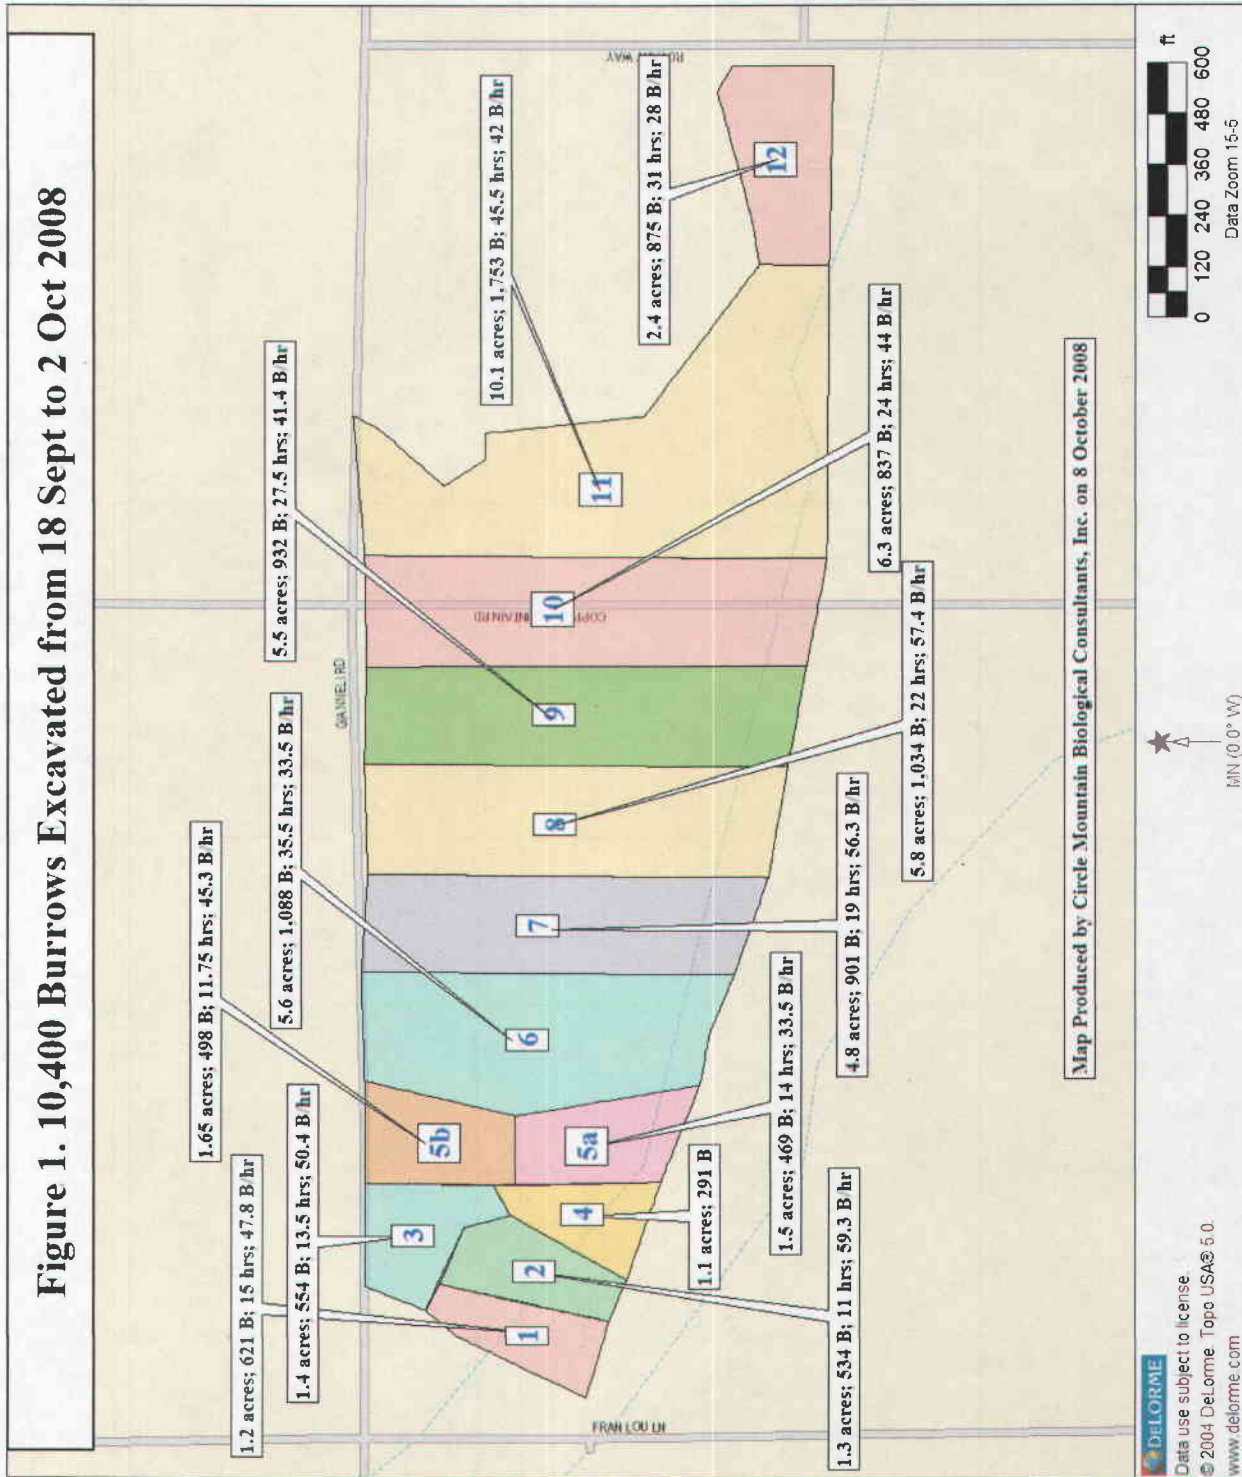 Figure 1. 10,400 Burrows Excavated from 18 Sept to 2 Oct 2008
1.2 acres; 621 B; 15 hrs; 47.8 B/hr
1.4 acres; 554 B; 13.5 hrs; 50.4 B/hr
1.65 acres; 498 B; 11.75 hrs; 45.3 B/hr
5.6 acres; 1,088 B; 35.5 hrs; 33.5 B/hr
5.5 acres; 932 B; 27.5 hrs; 41.4 B/hr
10.1 acres; 1,753 B; 45.5 hrs; 42 B/hr
2.4 acres; 875 B; 31 hrs; 28 B/hr
GIANNELI RD
WAY
1
2
3
4
5b
5a
6
7
8
9
10
11
12
FRAN LOU LN
1.3 acres; 534 B; 11 hrs; 59.3 B/hr
1.1 acres; 291 B
1.5 acres; 469 B; 14 hrs; 33.5 B/hr
4.8 acres; 901 B; 19 hrs; 56.3 B/hr
5.8 acres; 1,034 B; 22 hrs; 57.4 B/hr
6.3 acres; 837 B; 24 hrs; 44 B/hr
Map Produced by Circle Mountain Biological Consultants, Inc. on 8 October 2008
DELORME
Data use subject to license.
© 2004 DeLorme. Topo USA® 5.0.
www.delorme.com
MN (0.0° W)
ft
0 120 240 360 480 600
Data Zoom 15-5